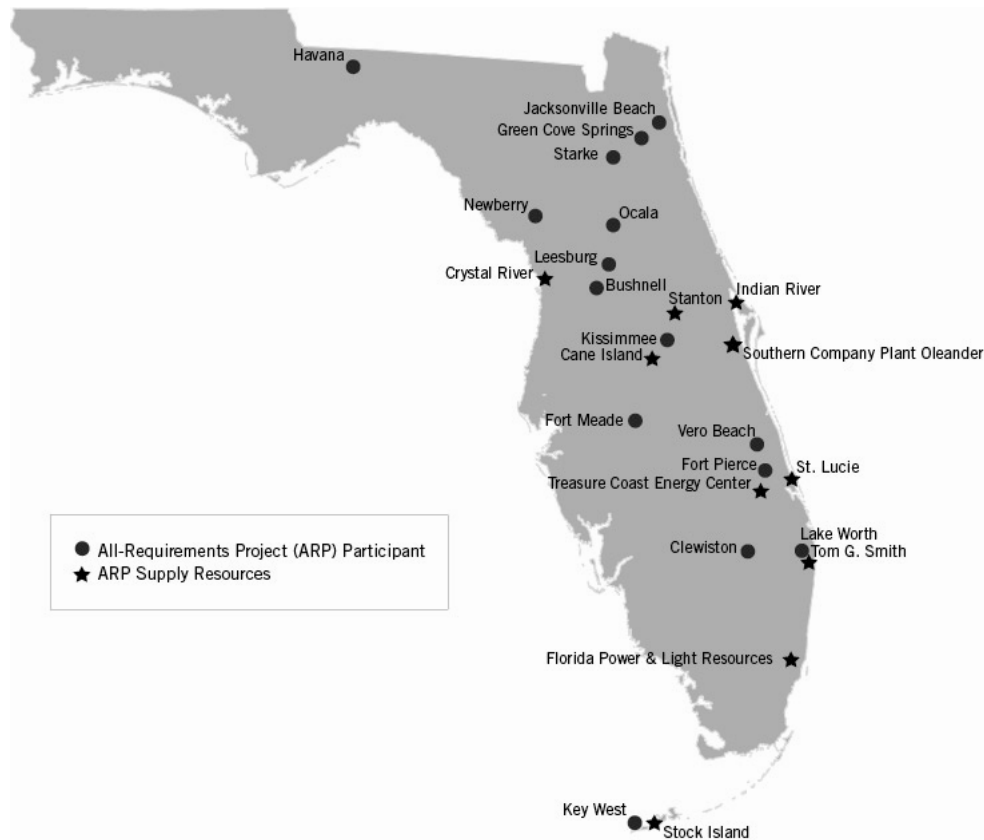 Havana
Jacksonville Beach
Green Cove Springs
Starke
Newberry
Ocala
Leesburg
Crystal River
Bushnell
Stanton
Indian River
Kissimmee
Cane Island
Southern Company Plant Oleander
Fort Meade
Vero Beach
Fort Pierce
St. Lucie
Treasure Coast Energy Center
Lake Worth
Clewiston
Tom G. Smith
All-Requirements Project (ARP) Participant
ARP Supply Resources
Florida Power & Light Resources
Key West
Stock Island